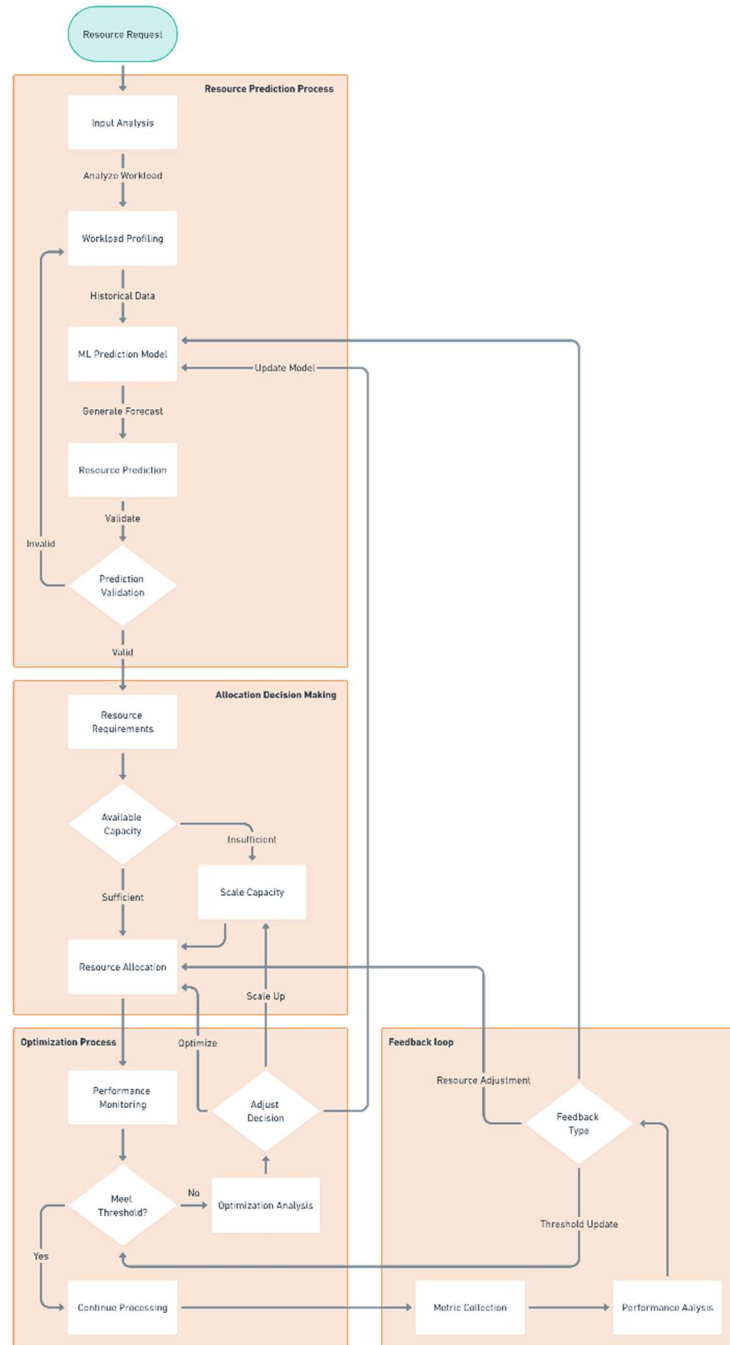 Resource Request
Resource Prediction Process
Input Analysis
Analyze Workload
Workload Profiling
Historical Data
ML Prediction Model
Update Model
Generate Forecast
Resource Prediction
Validate
Invalid
Prediction
Validation
Valid
Allocation Decision Making
Resource
Requirements
Available
Capacity
Insufficient
Scale Capacity
Sufficient
Resource Allocation
Scale Up
Optimization Process
Optimize
Performance
Monitoring
Adjust
Decision
Meet
Threshold?
No
Optimization Analysis
Yes
Continue Processing
Feedback loop
Resource Adjustment
Feedback
Type
Threshold Update
Metric Collection
Performance Aalysis